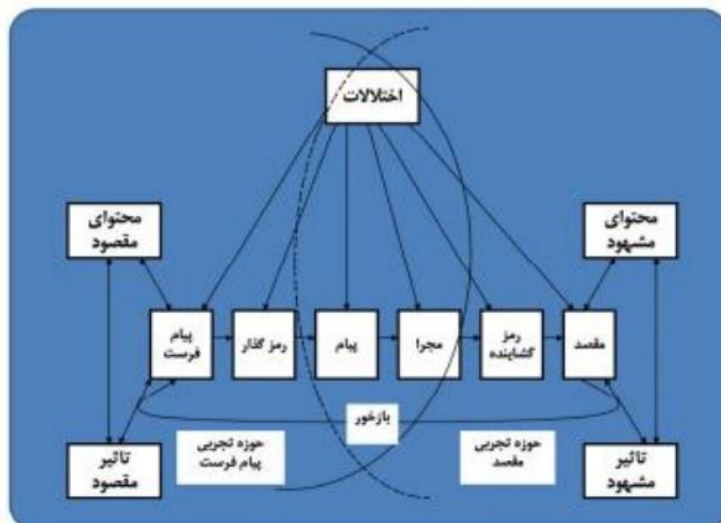 اختلالات
محتوای
مقصود
محتوای
مشهود
پیام
فرست
رمز گذار
پیام
مجرا
رمز
گشاینده
مقصد
بازخور
حوزه تجربی
پیام فرست
حوزه تجربی
مقصد
تاثیر
مقصود
تاثیر
مشهود